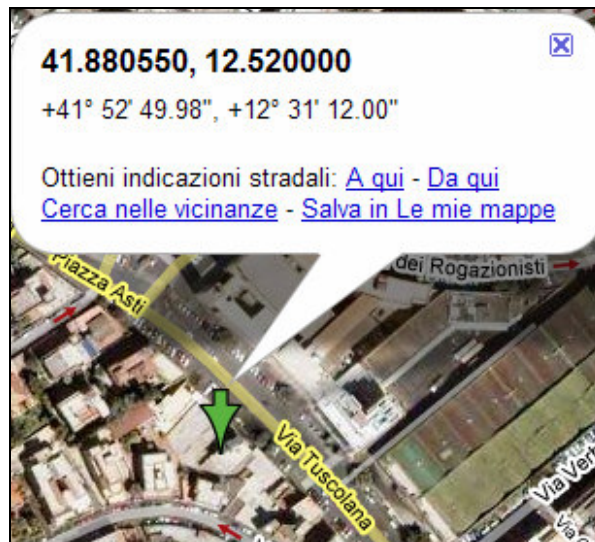 41.880550, 12.520000
+41° 52' 49.98", +12° 31' 12.00"
Ottieni indicazioni stradali: A qui - Da qui
Cerca nelle vicinanze - Salva in Le mie mappe
dei Rogazionisti
Piazza Asti
Via Tuscolana